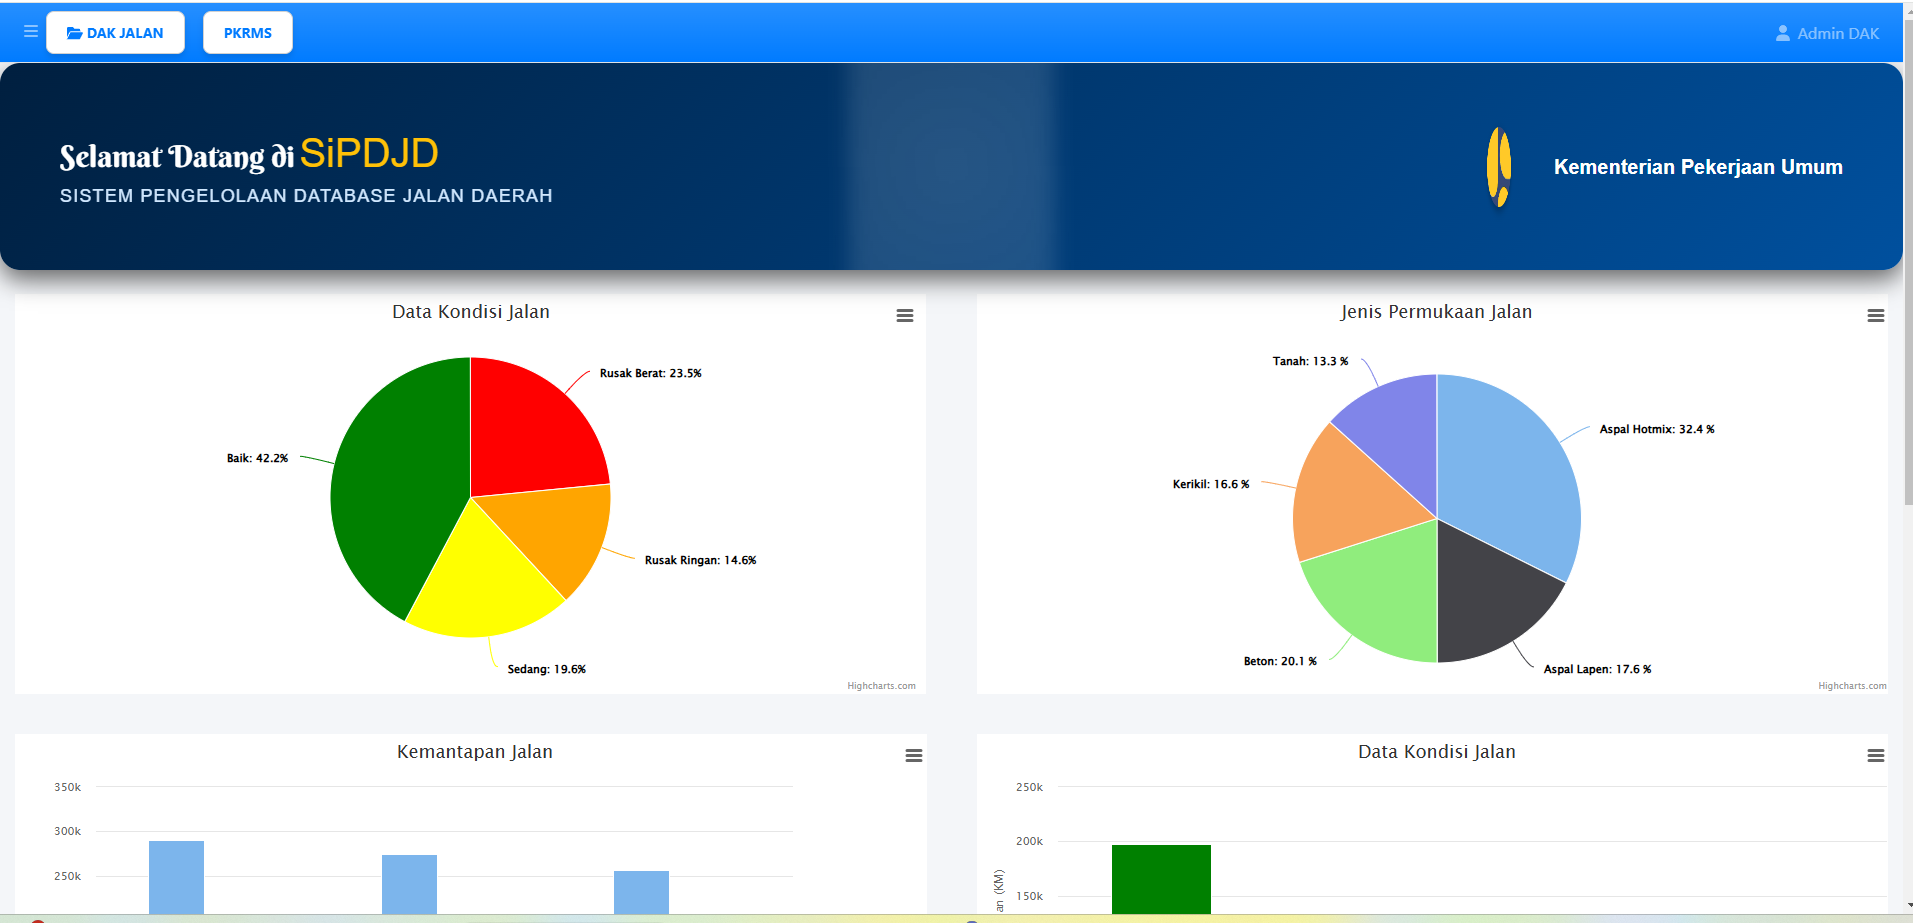 DAK JALAN
PKRMS
Admin DAK
Selamat Datang di SiPDJD
SISTEM PENGELOLAAN DATABASE JALAN DAERAH
Kementerian Pekerjaan Umum
Data Kondisi Jalan
Rusak Berat: 23.5%
Baik: 42.2%
Rusak Ringan: 14.6%
Sedang: 19.6%
Highcharts.com
Jenis Permukaan Jalan
Tanah: 13.3 %
Aspal Hotmix: 32.4 %
Kerikil: 16.6 %
Beton: 20.1 %
Aspal Lapen: 17.6 %
Highcharts.com
Kemantapan Jalan
350k
300k
250k
Data Kondisi Jalan
250k
200k
150k
(KM)